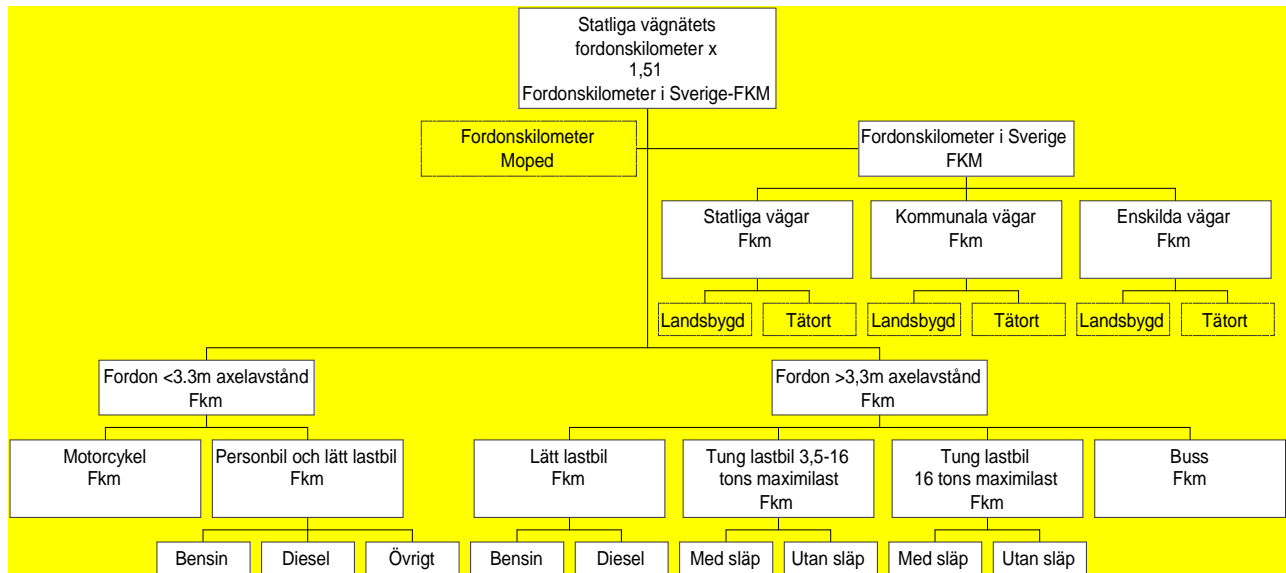 Statliga vägnätets
fordonskilometer x
1,51
Fordonskilometer i Sverige-FKM
Fordonskilometer
Moped
Fordonskilometer i Sverige
FKM
Statliga vägar
Fkm
Kommunala vägar
Fkm
Enskilda vägar
Fkm
Landsbygd
Tätort
Landsbygd
Tätort
Landsbygd
Tätort
Fordon <3.3m axelavstånd
Fkm
Fordon >3,3m axelavstånd
Fkm
Motorcykel
Fkm
Personbil och lätt lastbil
Fkm
Lätt lastbil
Fkm
Tung lastbil 3,5-16
tons maximilast
Fkm
Tung lastbil
16 tons maximilast
Fkm
Buss
Fkm
Bensin
Diesel
Övrigt
Bensin
Diesel
Med släp
Utan släp
Med släp
Utan släp